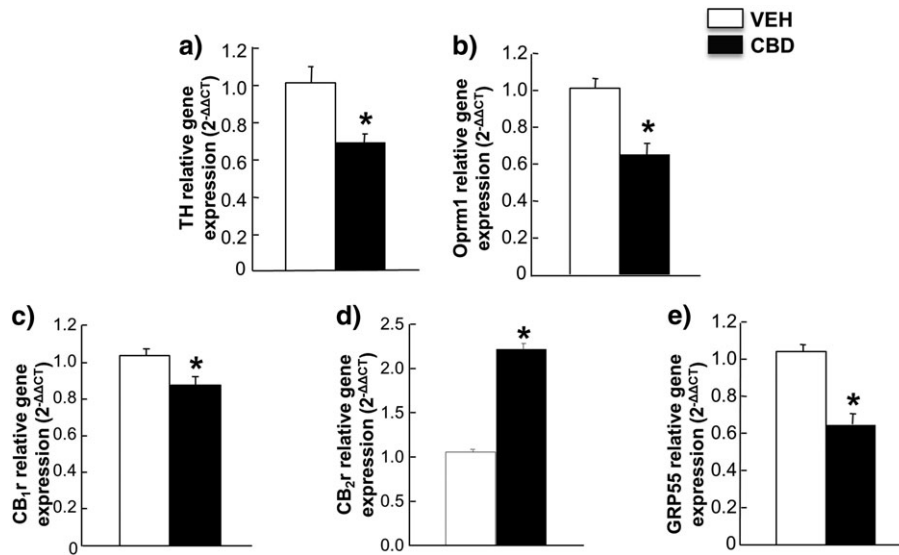 VEH
CBD
a)
TH relative gene
expression (2-ΔΔCT)
1.2
1.0
0.8
0.6
0.4
0.2
0
*
b)
Oprm1 relative gene
expression (2-ΔΔCT)
1.2
1.0
0.8
0.6
0.4
0.2
0
*
c)
CB1r relative gene
expression (2-ΔΔCT)
1.2
1.0
0.8
0.6
0.4
0.2
0
*
d)
CB2r relative gene
expression (2-ΔΔCT)
2.5
2.0
1.5
1.0
0.5
0.0
*
e)
GRP55 relative gene
expression (2-ΔΔCT)
1.2
1.0
0.8
0.6
0.4
0.2
0
*